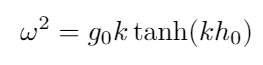 ω² = g₀k tanh(kh₀)